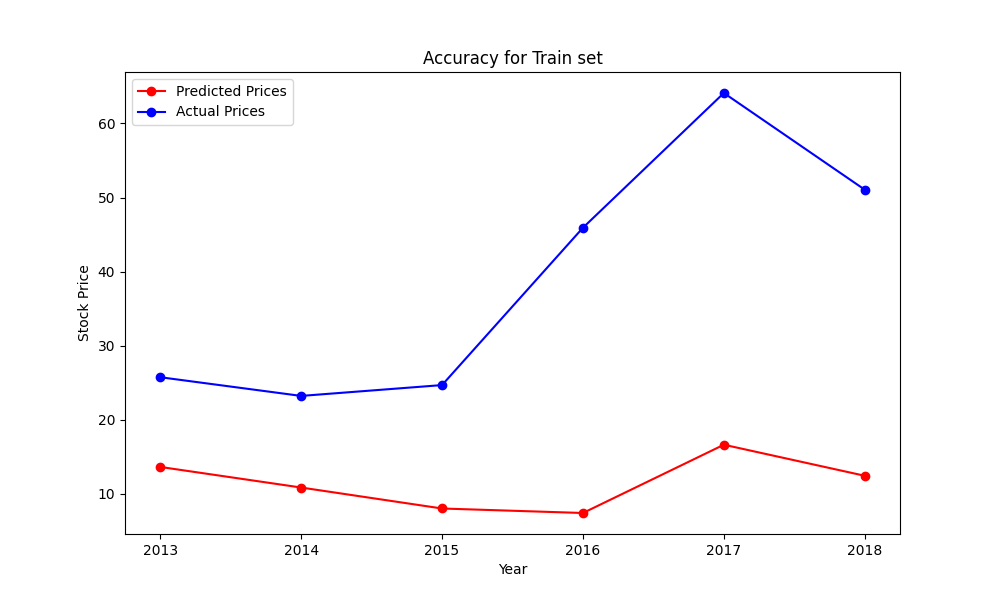 Accuracy for Train set
Predicted Prices
Actual Prices
60
50
40
30
20
10
Stock Price
2013 2014 2015 2016 2017 2018
Year